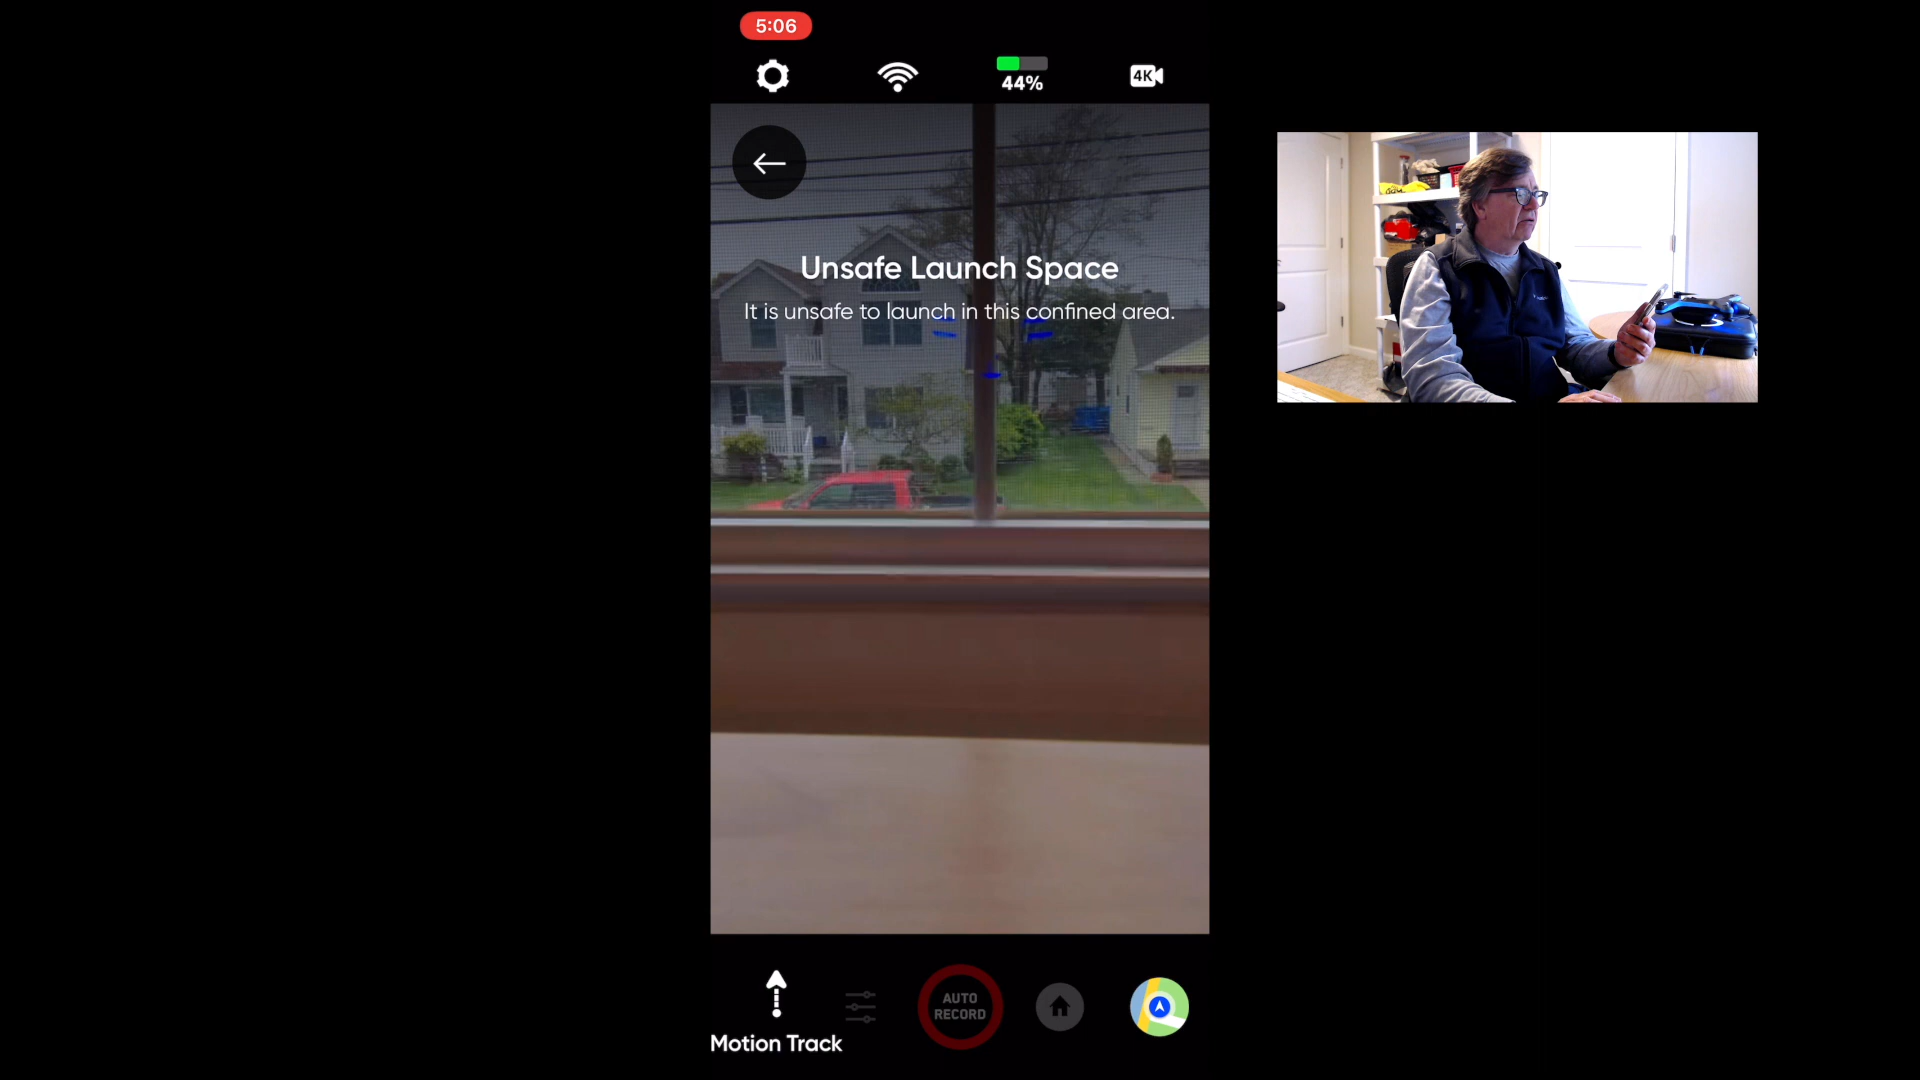 5:06
44%
4K
Unsafe Launch Space
It is unsafe to launch in this confined area.
AUTO
RECORD
Motion Track